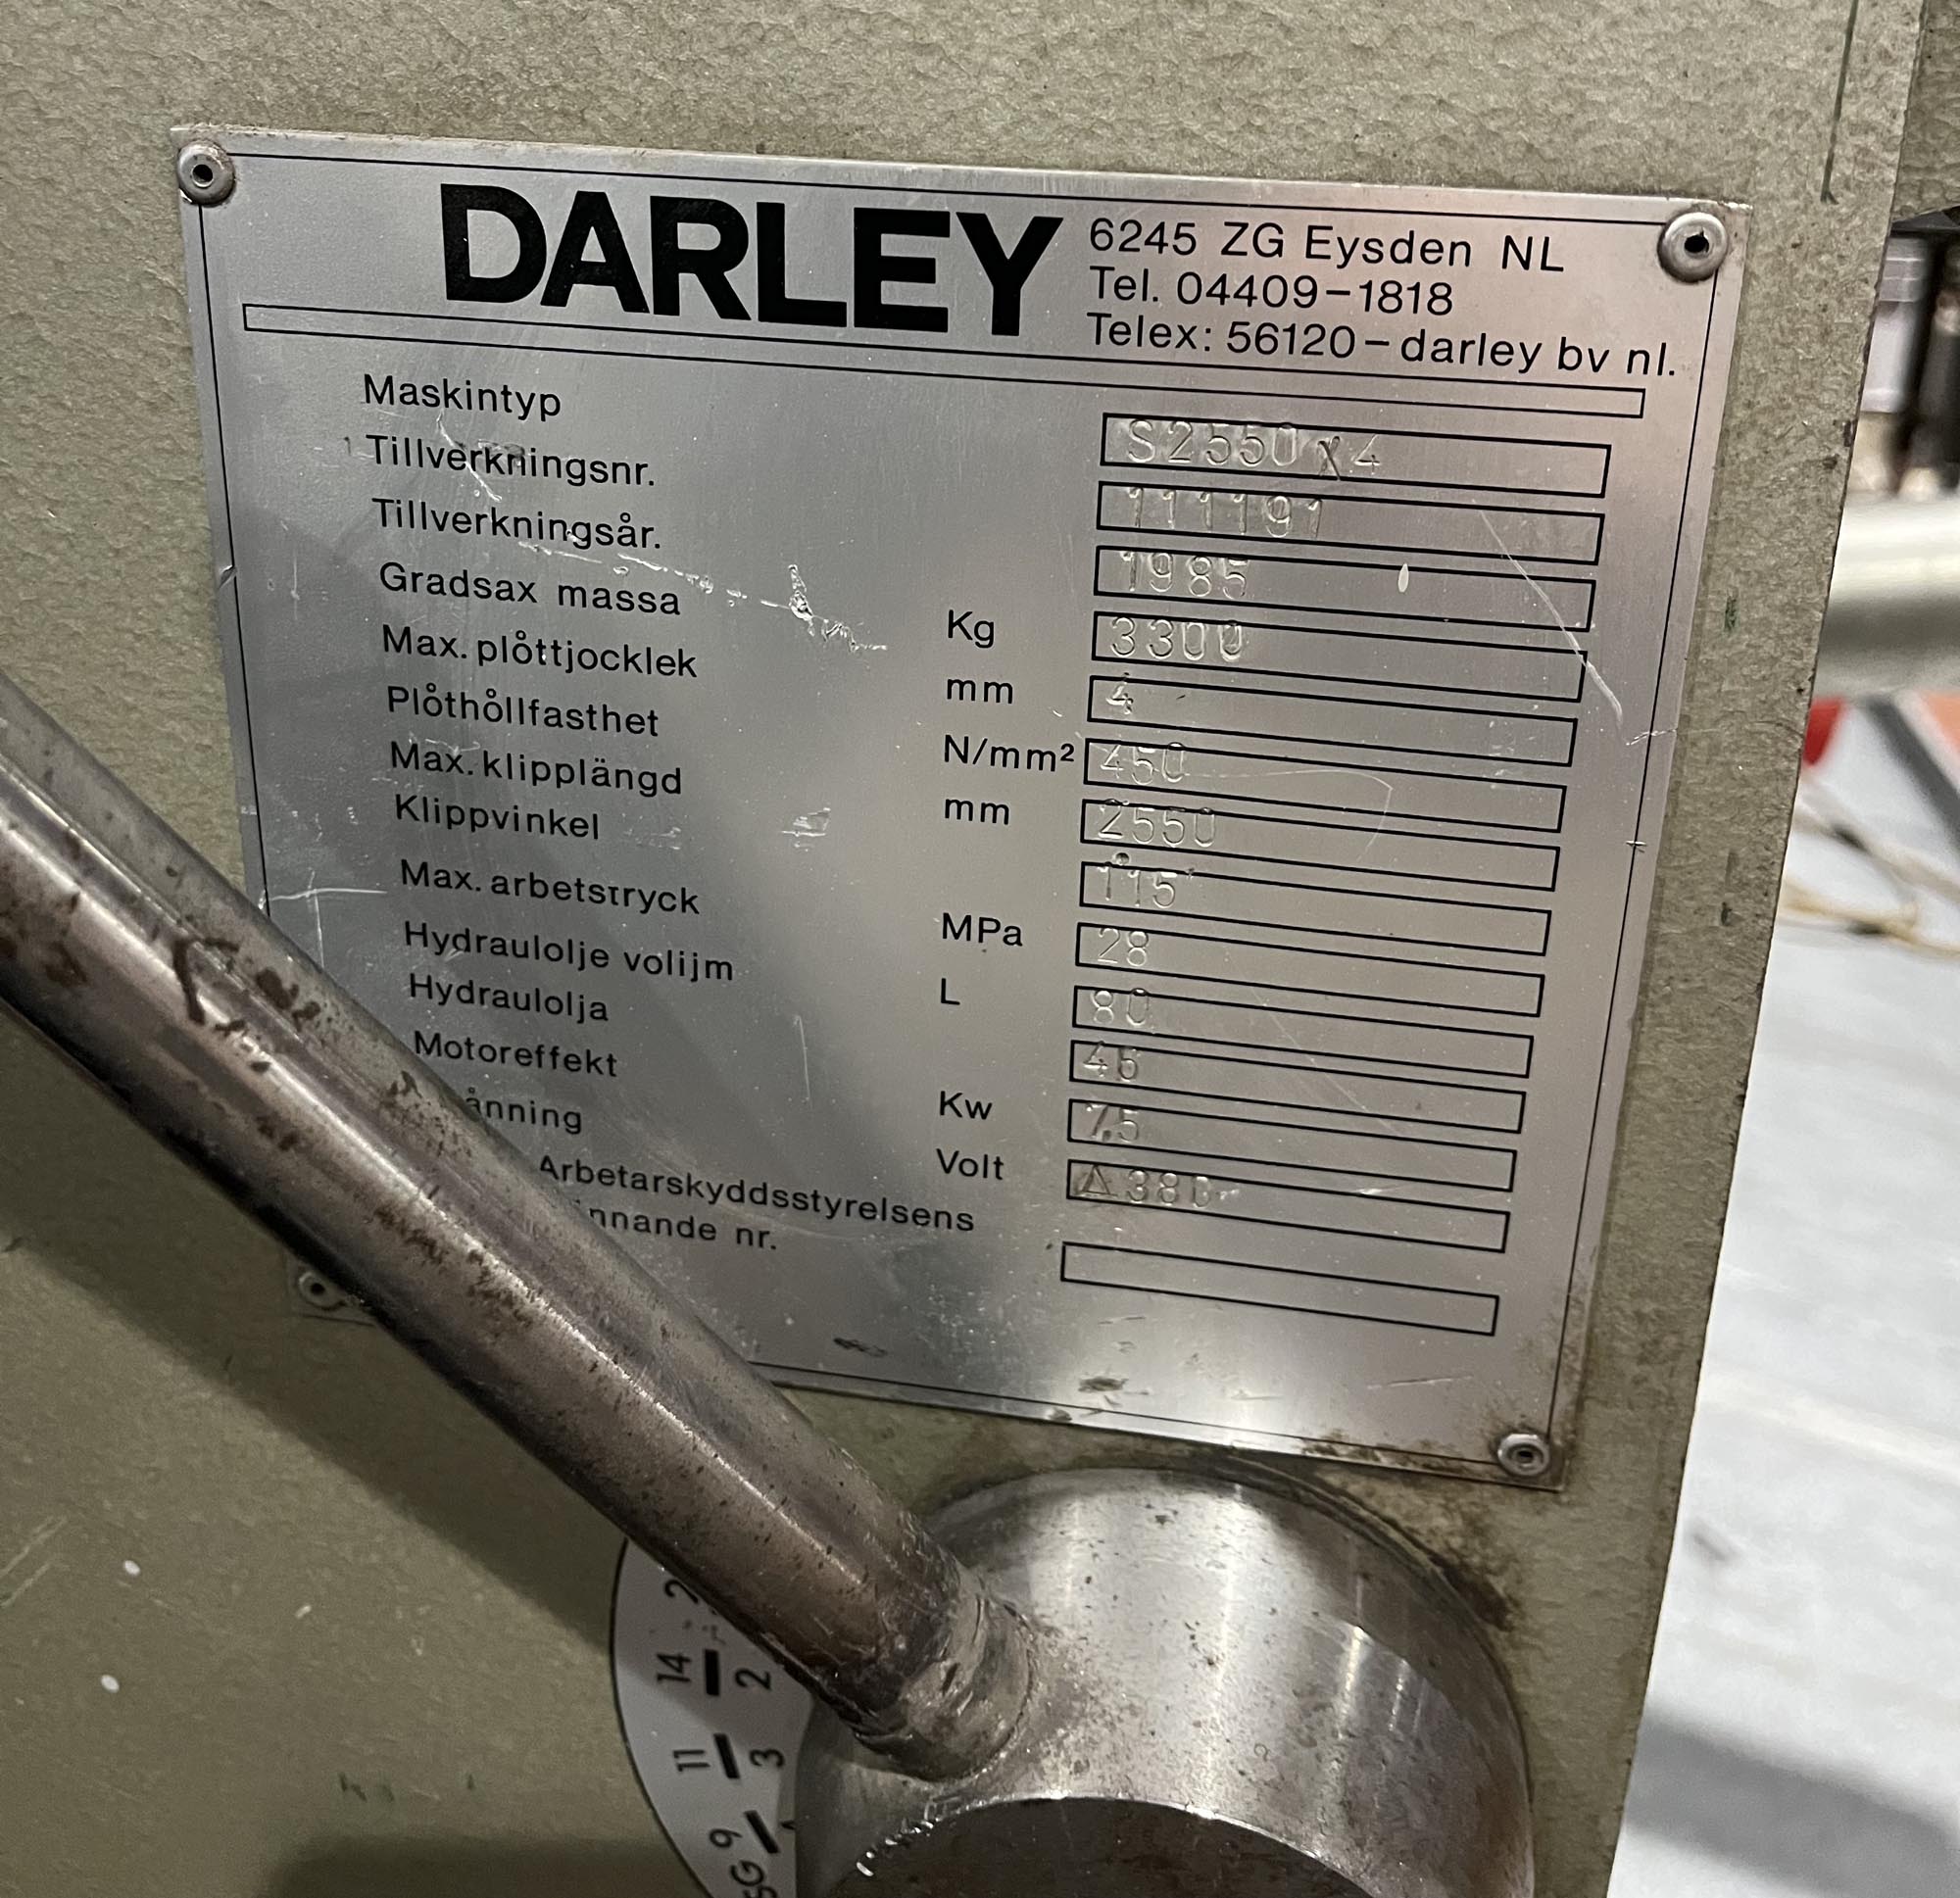 DARLEY
6245 ZG Eysden NL
Tel. 04409-1818
Telex: 56120-darley bv nl.
Maskintyp S2550x4
Tillverkningsnr. 111191
Tillverkningsår. 1985
Gradsax massa Kg 3300
Max. plåttjocklek mm 4
Plåthållfasthet N/mm² 450
Max. klipplängd mm 2550
Klippvinkel
Max. arbetstryck MPa 28
Hydraulolje volijm L 80
Hydraulolja 46
Motoreffekt Kw 7,5
ånning Volt △380
Arbetarskyddsstyrelsens
nnande nr.
14 2
11 3
9